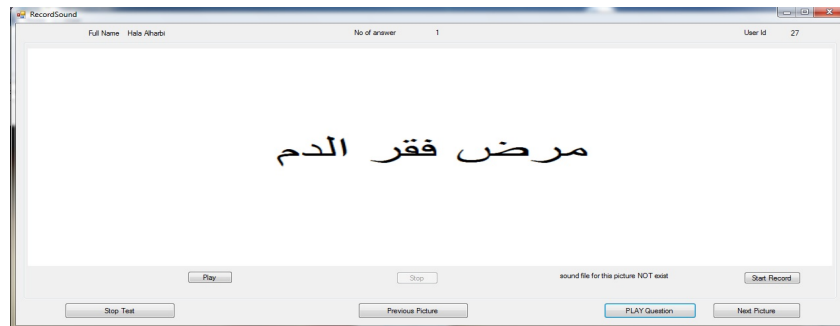 RecordSound
Full Name Hala Alharbi No of answer 1 User Id 27
مرض فقر الدم
Play Stop sound file for this picture NOT exist Start Record
Stop Test Previous Picture PLAY Question Next Picture